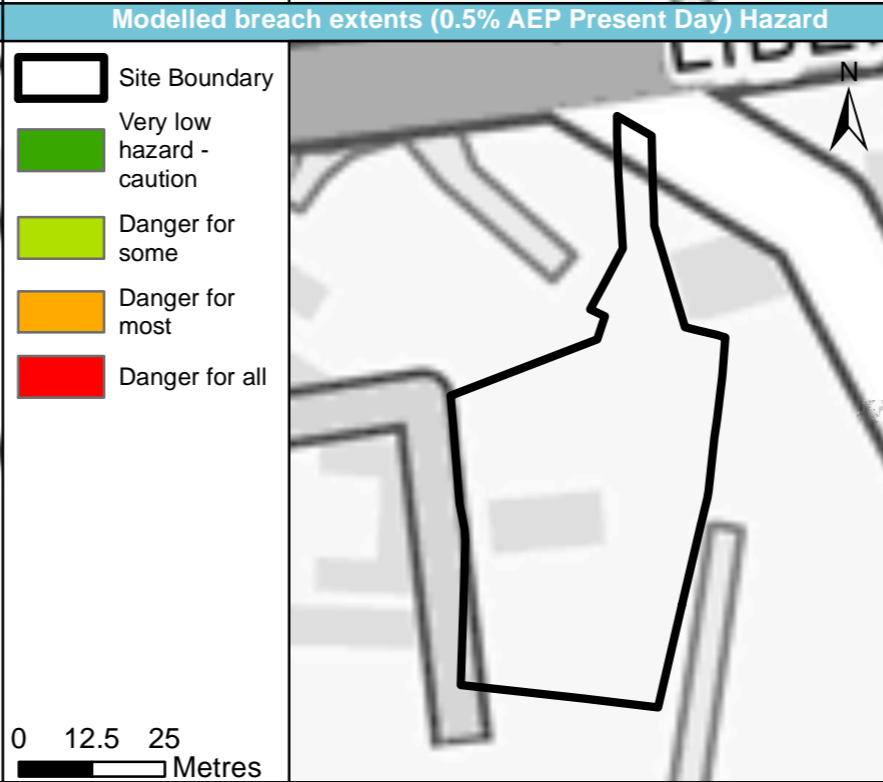 Modelled breach extents (0.5% AEP Present Day) Hazard
Site Boundary
Very low
hazard -
caution
Danger for
some
Danger for
most
Danger for all
N
0 12.5 25
Metres